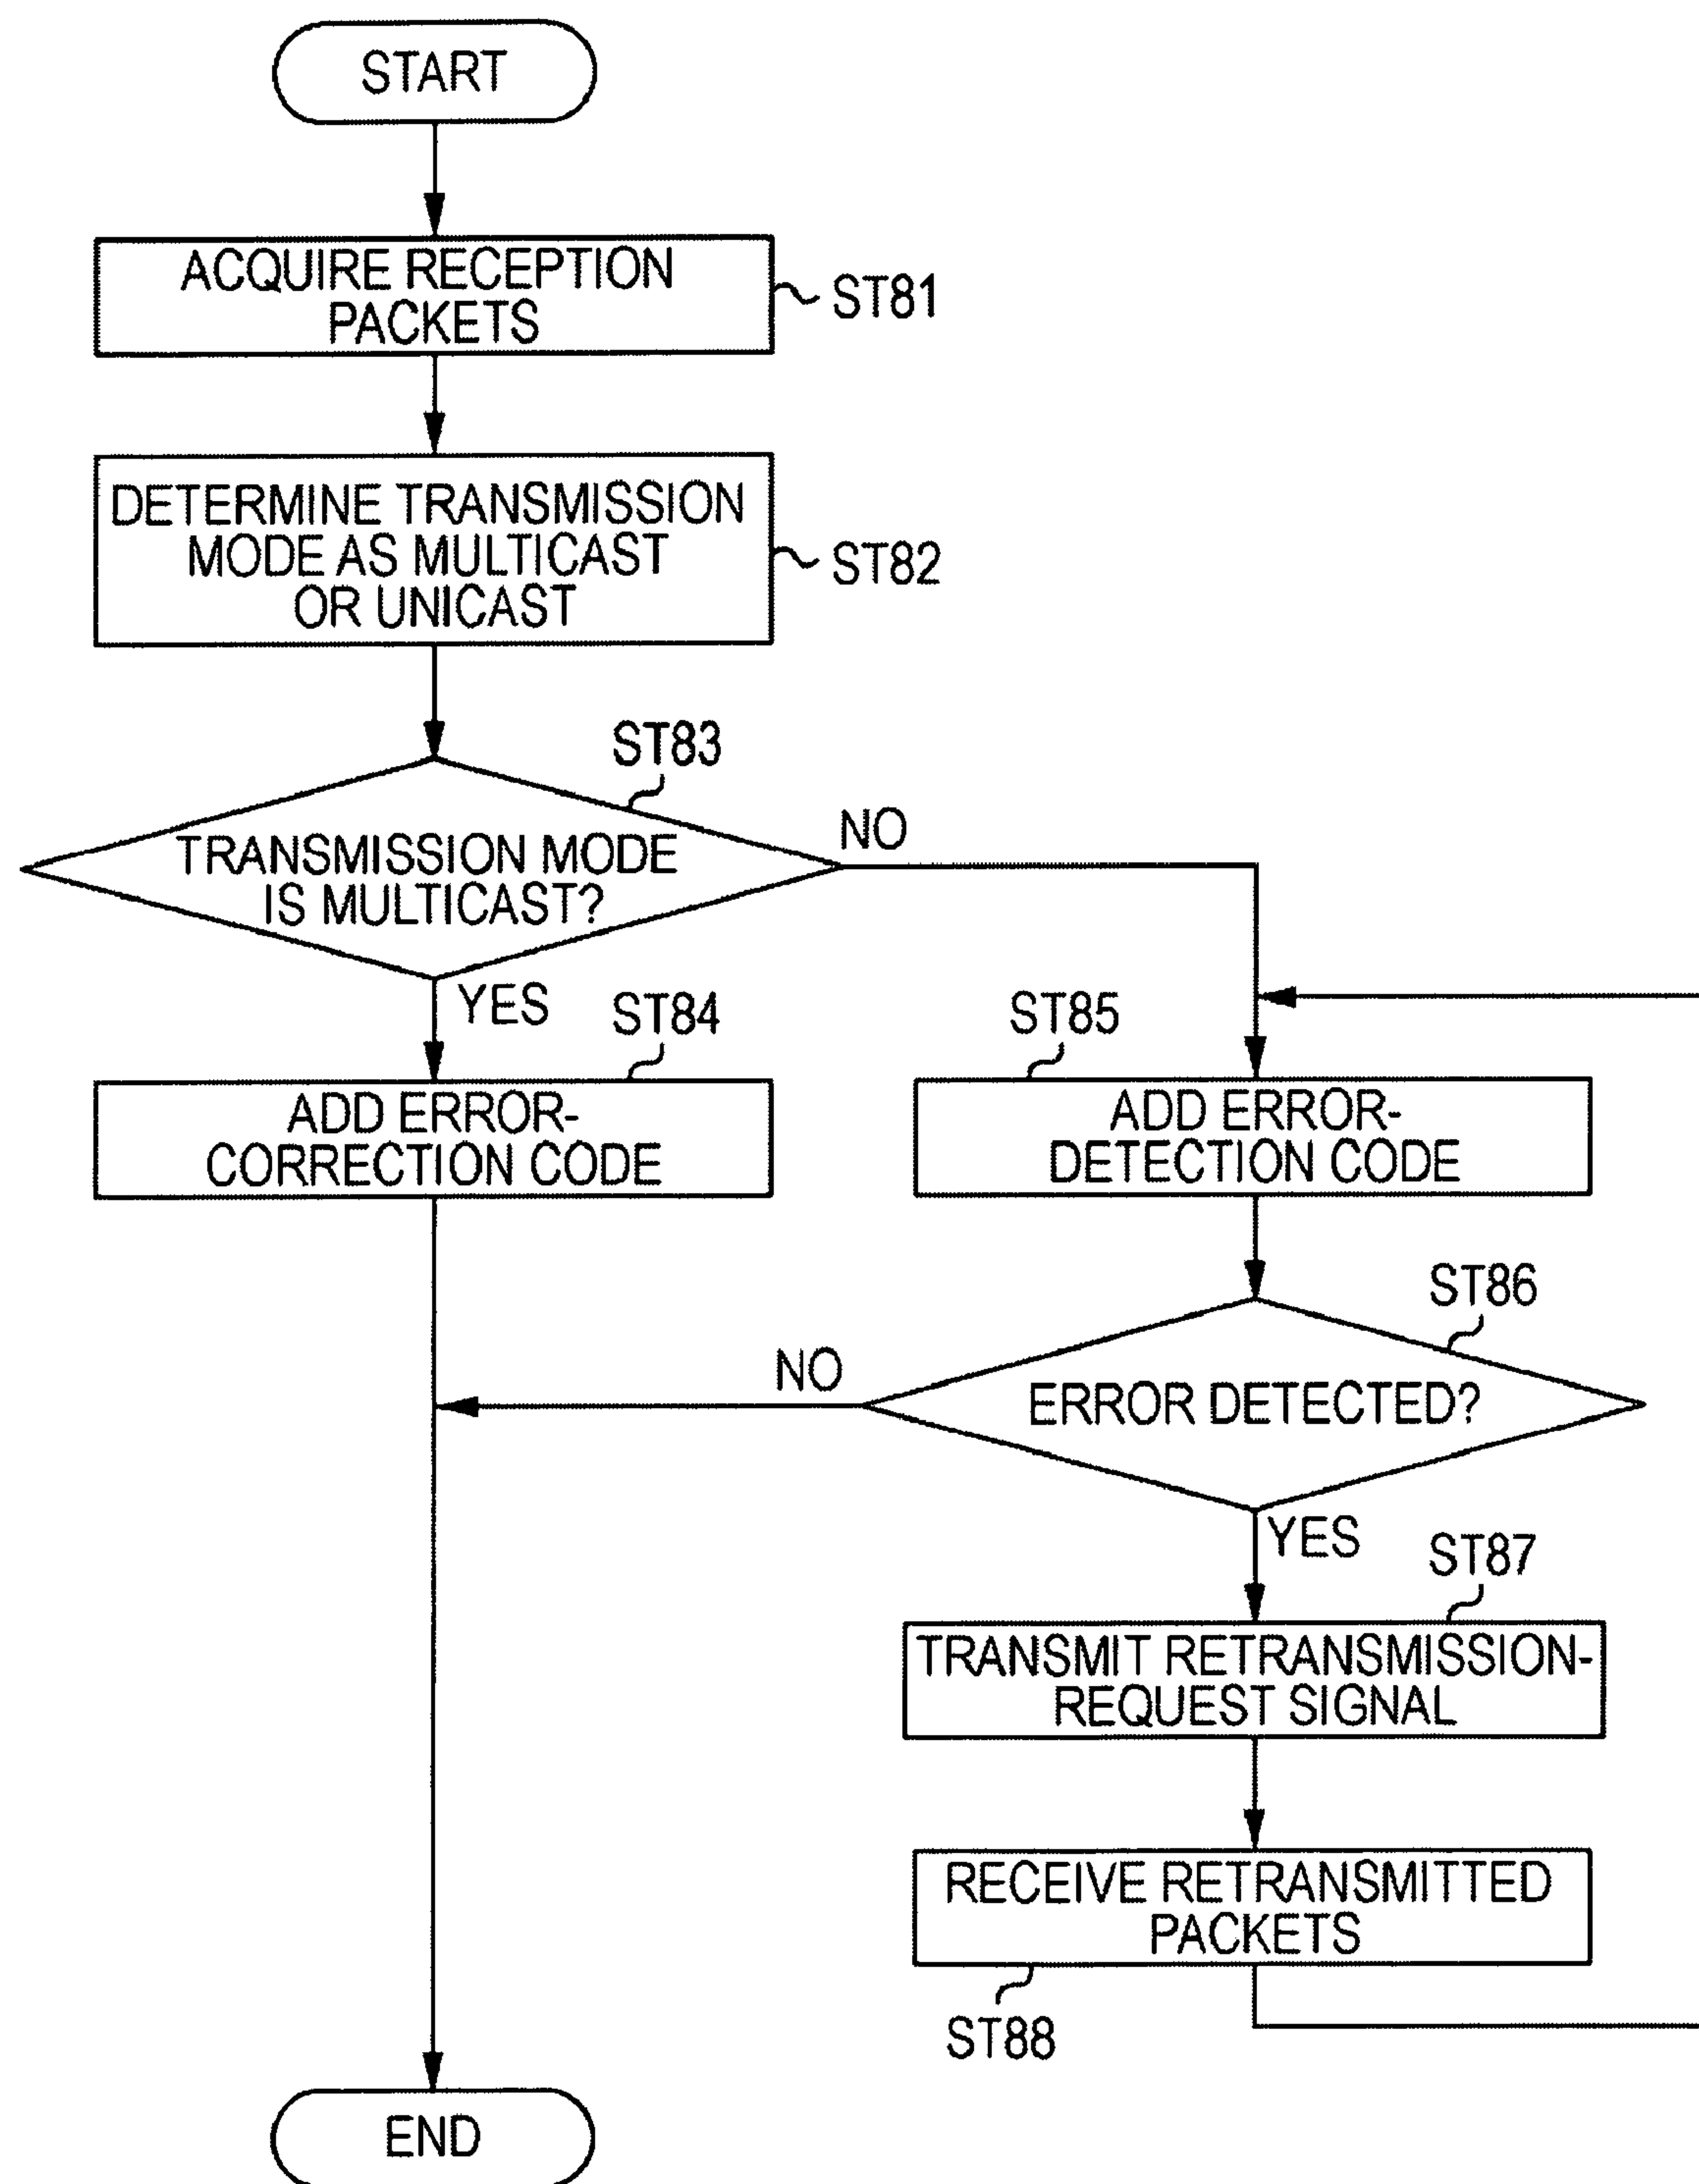 START
ACQUIRE RECEPTION
PACKETS
ST81
DETERMINE TRANSMISSION
MODE AS MULTICAST
OR UNICAST
ST82
ST83
TRANSMISSION MODE
IS MULTICAST?
NO
YES
ST84
ADD ERROR-
CORRECTION CODE
ST85
ADD ERROR-
DETECTION CODE
ST86
ERROR DETECTED?
NO
YES
ST87
TRANSMIT RETRANSMISSION-
REQUEST SIGNAL
RECEIVE RETRANSMITTED
PACKETS
ST88
END